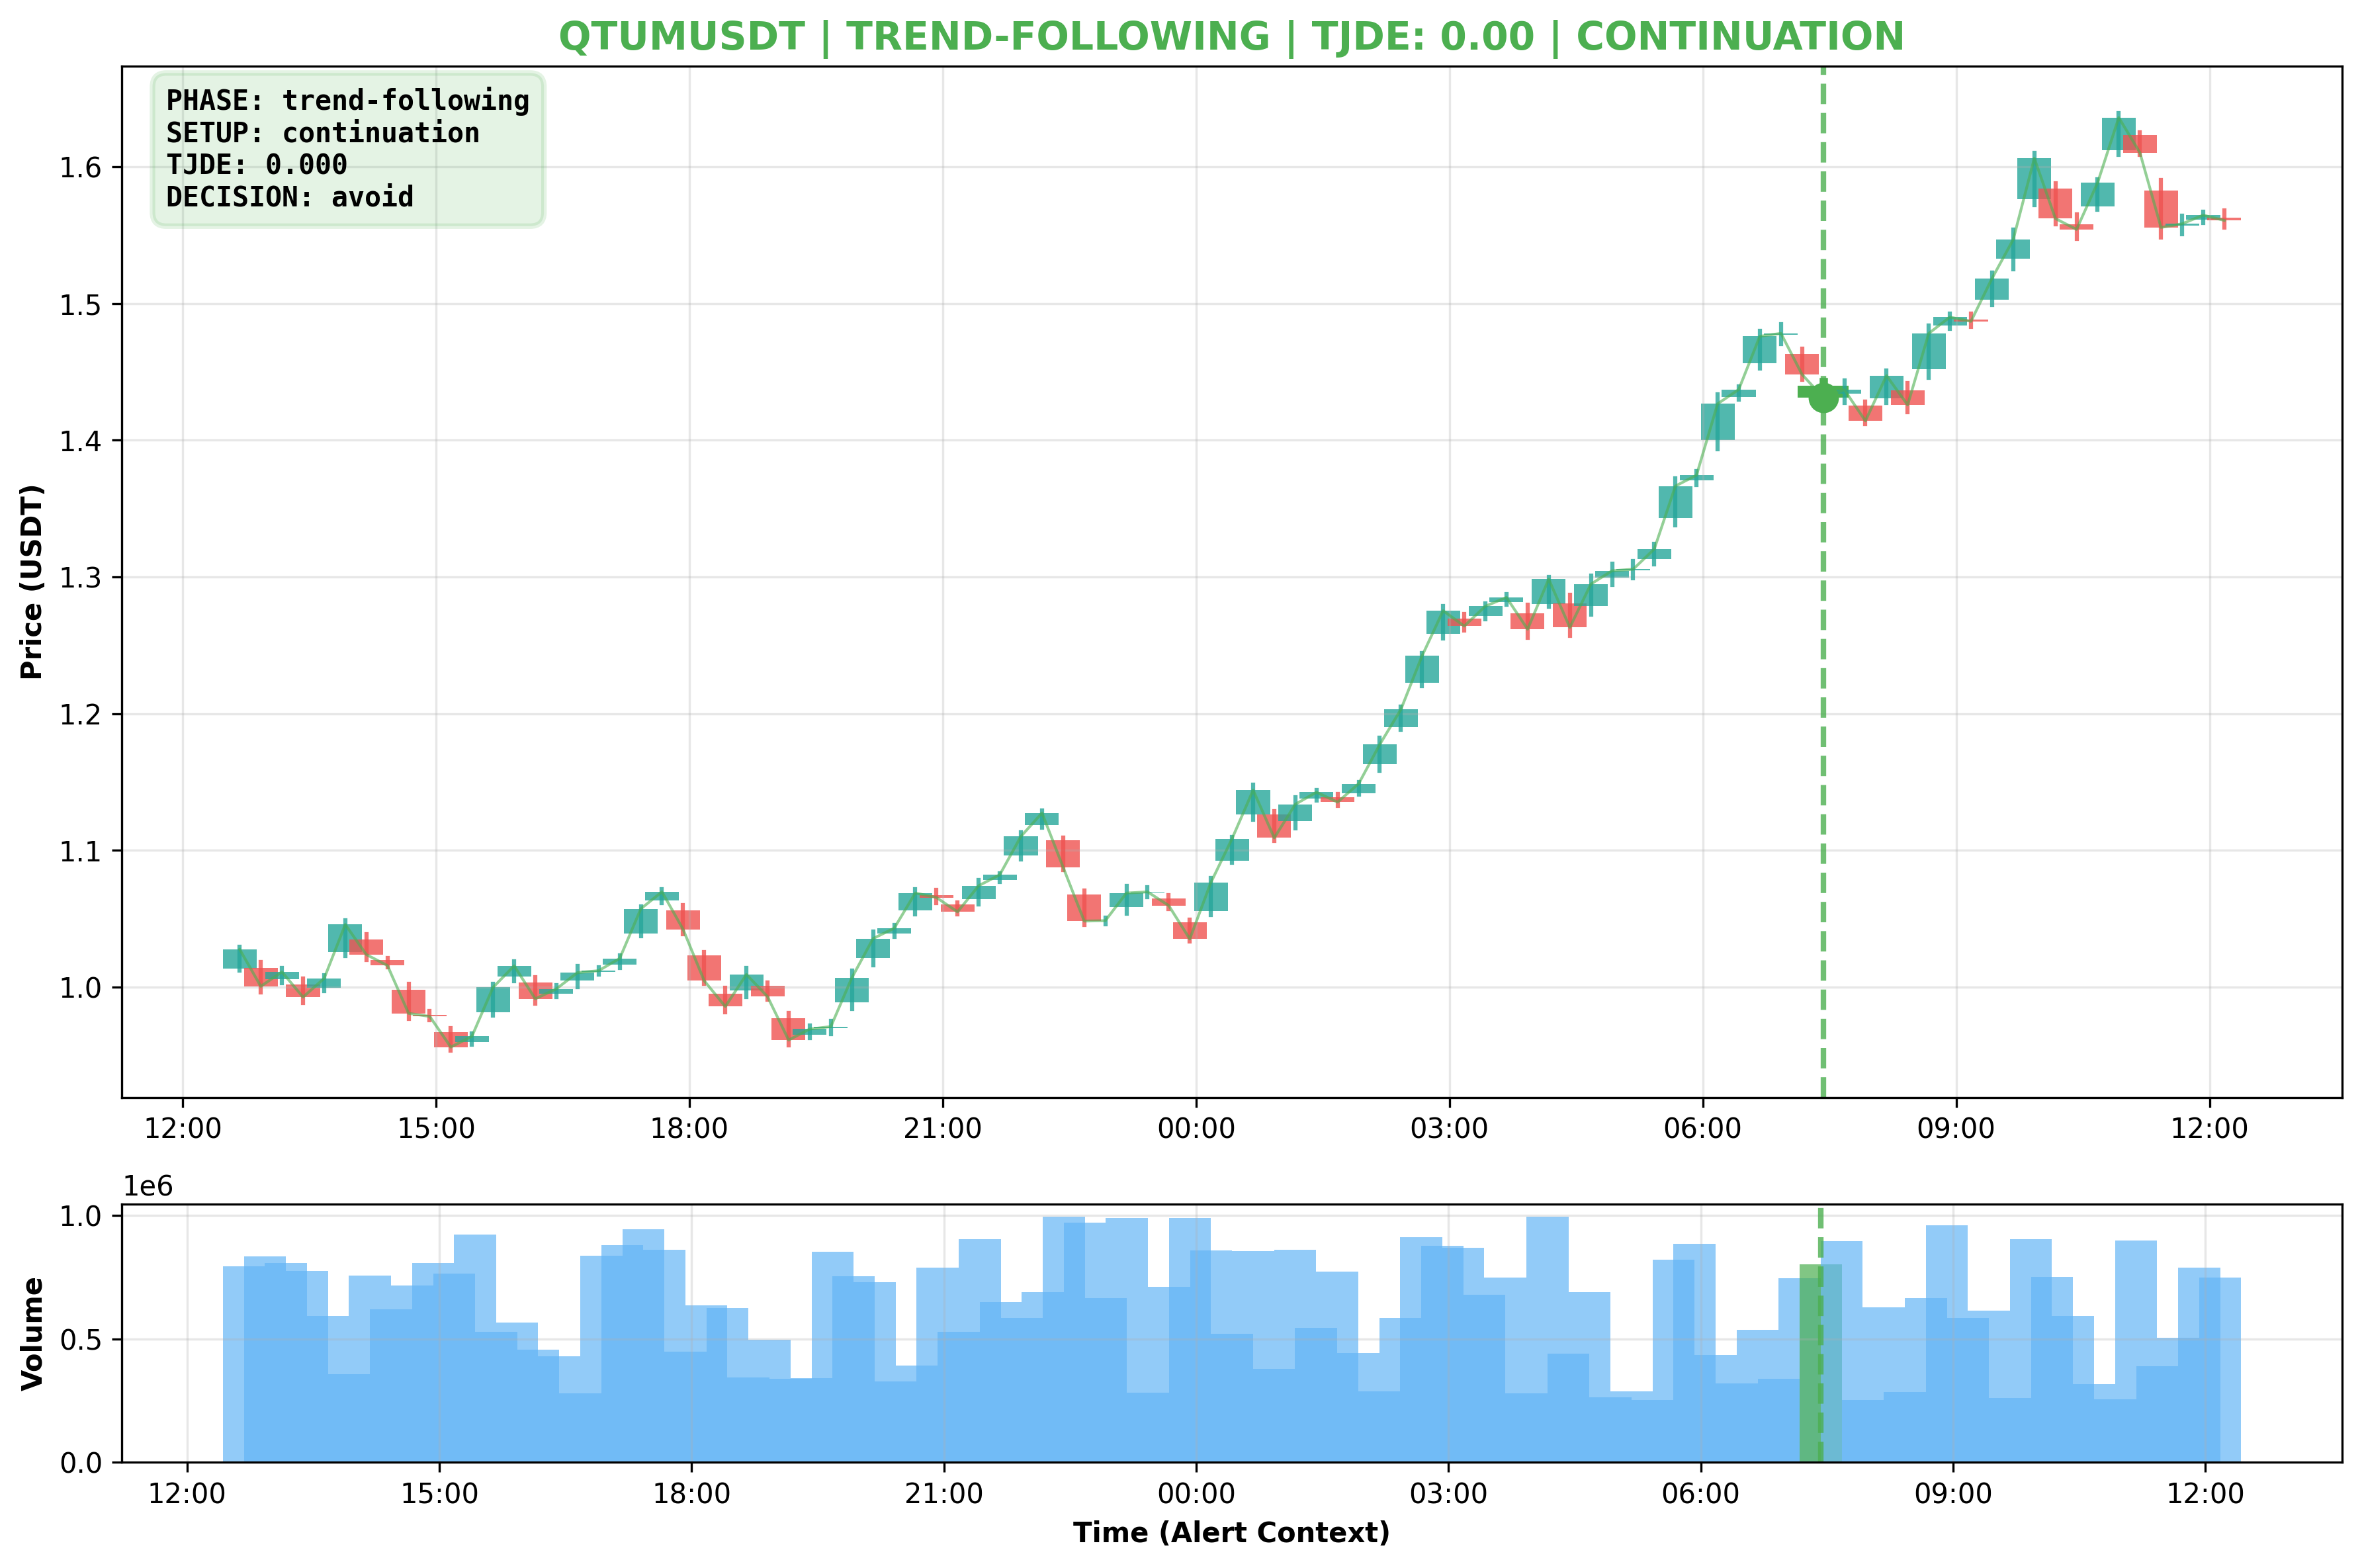 QTUMUSDT | TREND-FOLLOWING | TJDE: 0.00 | CONTINUATION
PHASE: trend-following
SETUP: continuation
TJDE: 0.000
DECISION: avoid
Price (USDT)
1.6
1.5
1.4
1.3
1.2
1.1
1.0
12:00 15:00 18:00 21:00 00:00 03:00 06:00 09:00 12:00
1e6
Volume
1.0
0.5
0.0
12:00 15:00 18:00 21:00 00:00 03:00 06:00 09:00 12:00
Time (Alert Context)